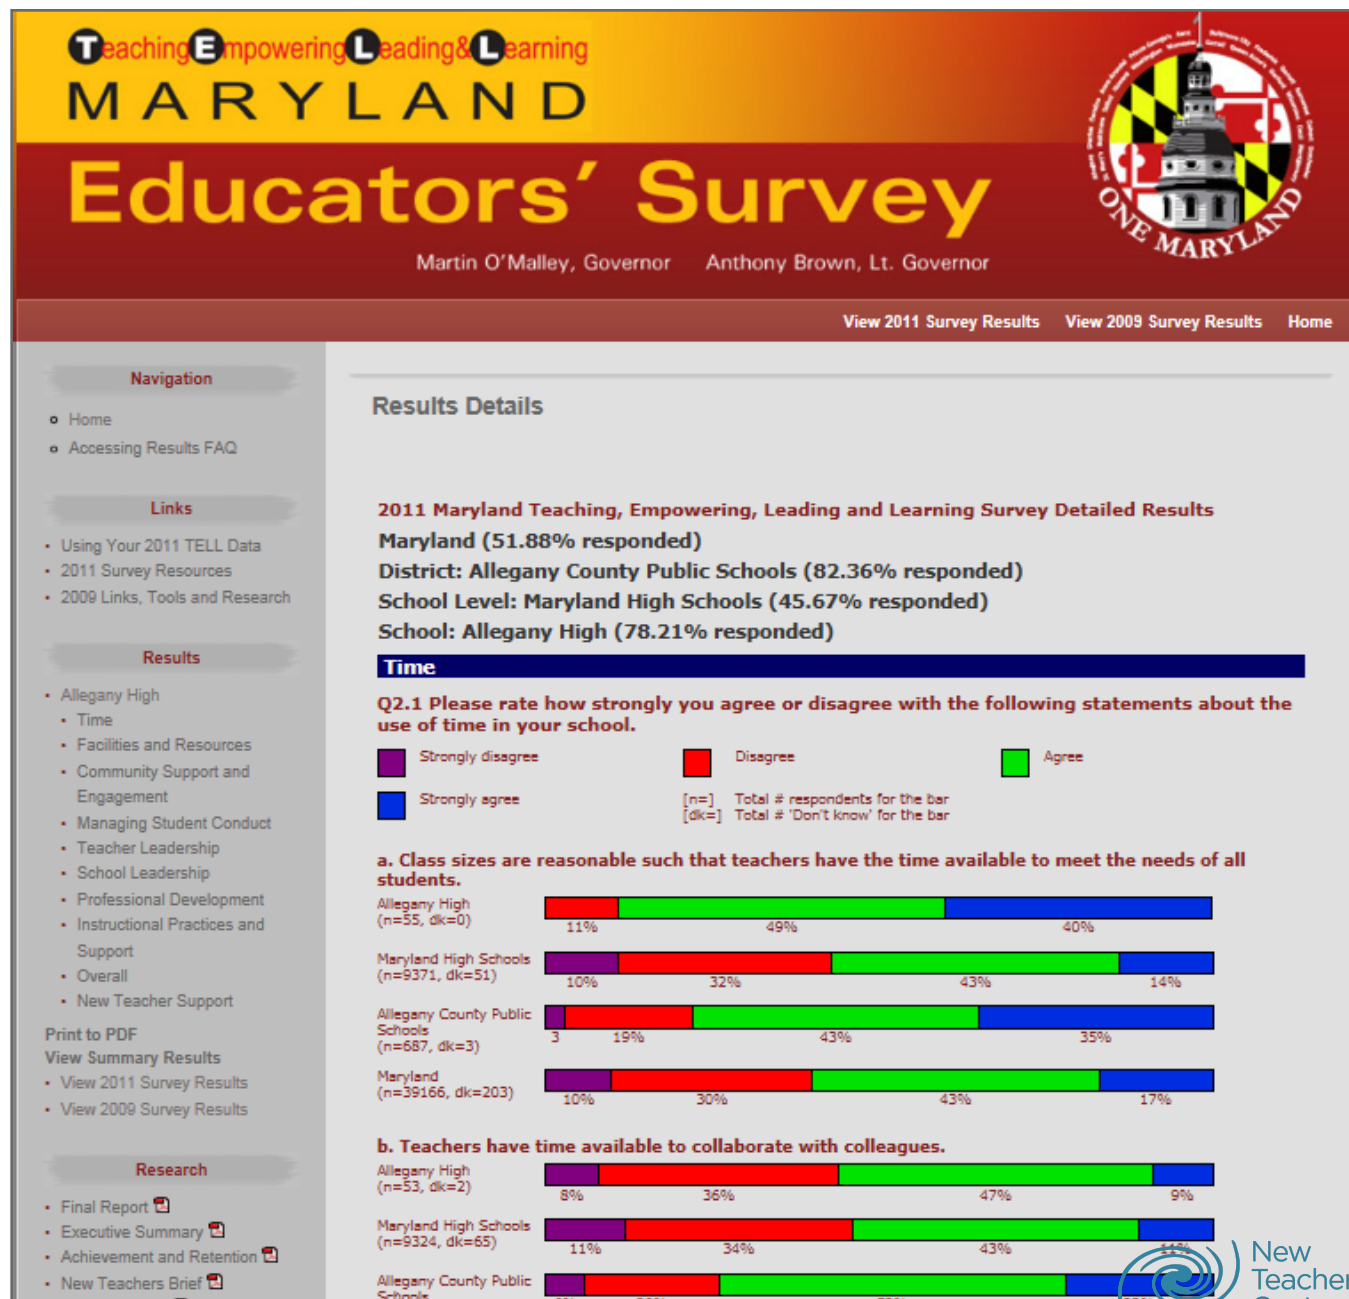 Teaching Empowering Leading & Learning
MARYLAND
Educators' Survey
Martin O'Malley, Governor Anthony Brown, Lt. Governor
ONE MARYLAND
View 2011 Survey Results View 2009 Survey Results Home
Navigation
Home
Accessing Results FAQ
Links
Using Your 2011 TELL Data
2011 Survey Resources
2009 Links, Tools and Research
Results
Allegany High
Time
Facilities and Resources
Community Support and
Engagement
Managing Student Conduct
Teacher Leadership
School Leadership
Professional Development
Instructional Practices and
Support
Overall
New Teacher Support
Print to PDF
View Summary Results
View 2011 Survey Results
View 2009 Survey Results
Research
Final Report
Executive Summary
Achievement and Retention
New Teachers Brief
Results Details
2011 Maryland Teaching, Empowering, Leading and Learning Survey Detailed Results
Maryland (51.88% responded)
District: Allegany County Public Schools (82.36% responded)
School Level: Maryland High Schools (45.67% responded)
School: Allegany High (78.21% responded)
Time
Q2.1 Please rate how strongly you agree or disagree with the following statements about the
use of time in your school.
Strongly disagree Disagree Agree
Strongly agree [n=] Total # respondents for the bar
[dk=] Total # 'Don't know' for the bar
a. Class sizes are reasonable such that teachers have the time available to meet the needs of all
students.
Allegany High
(n=55, dk=0)
11% 49% 40%
Maryland High Schools
(n=9371, dk=51)
10% 32% 43% 14%
Allegany County Public
Schools
(n=687, dk=3)
3 19% 43% 35%
Maryland
(n=39166, dk=203)
10% 30% 43% 17%
b. Teachers have time available to collaborate with colleagues.
Allegany High
(n=53, dk=2)
8% 36% 47% 9%
Maryland High Schools
(n=9324, dk=65)
11% 34% 43% 11%
Allegany County Public
Schools
New
Teacher